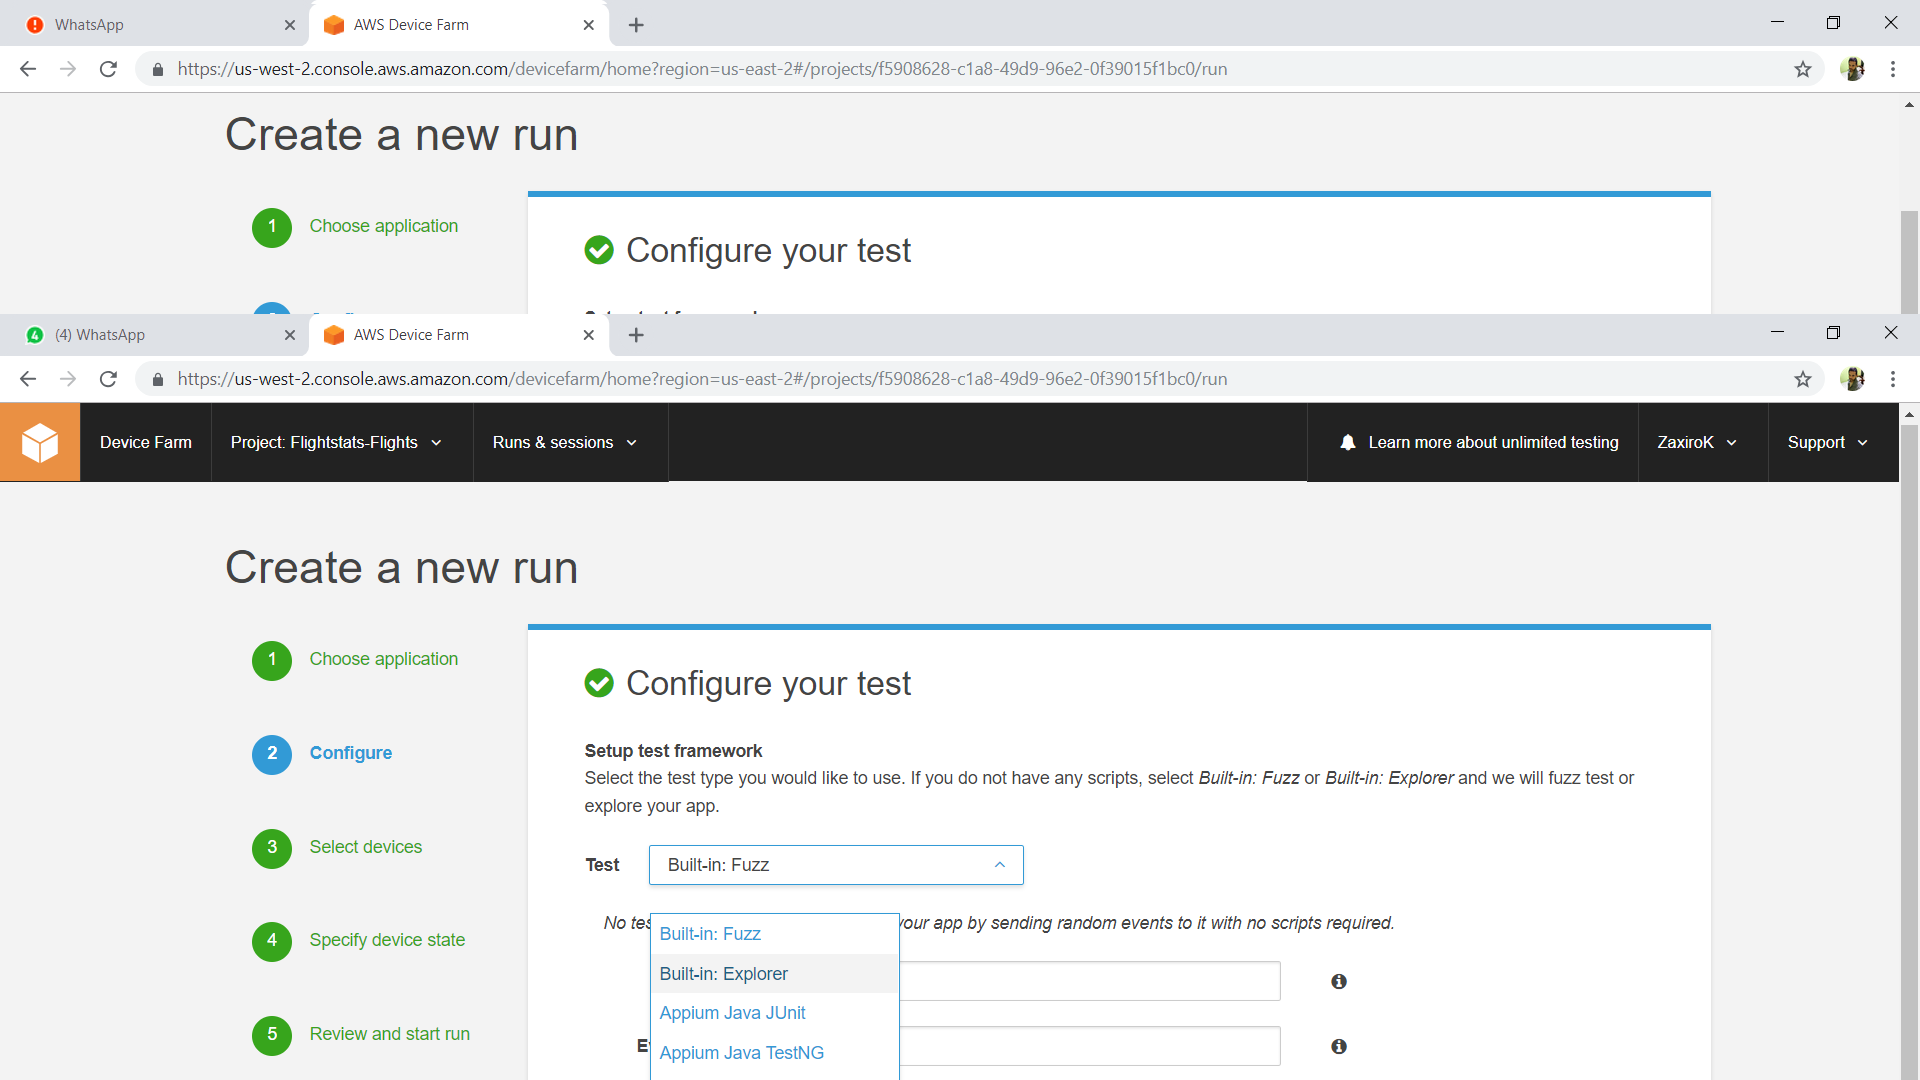 WhatsApp
AWS Device Farm
https://us-west-2.console.aws.amazon.com/devicefarm/home?region=us-east-2#/projects/f5908628-c1a8-49d9-96e2-0f39015f1bc0/run
Create a new run
1 Choose application
Configure your test
4 (4) WhatsApp
AWS Device Farm
https://us-west-2.console.aws.amazon.com/devicefarm/home?region=us-east-2#/projects/f5908628-c1a8-49d9-96e2-0f39015f1bc0/run
Device Farm
Project: Flightstats-Flights
Runs & sessions
Learn more about unlimited testing
ZaxiroK
Support
Create a new run
1 Choose application
2 Configure
3 Select devices
4 Specify device state
5 Review and start run
Configure your test
Setup test framework
Select the test type you would like to use. If you do not have any scripts, select Built-in: Fuzz or Built-in: Explorer and we will fuzz test or
explore your app.
Test Built-in: Fuzz
No your app by sending random events to it with no scripts required.
Built-in: Fuzz
Built-in: Explorer
Appium Java JUnit
Appium Java TestNG